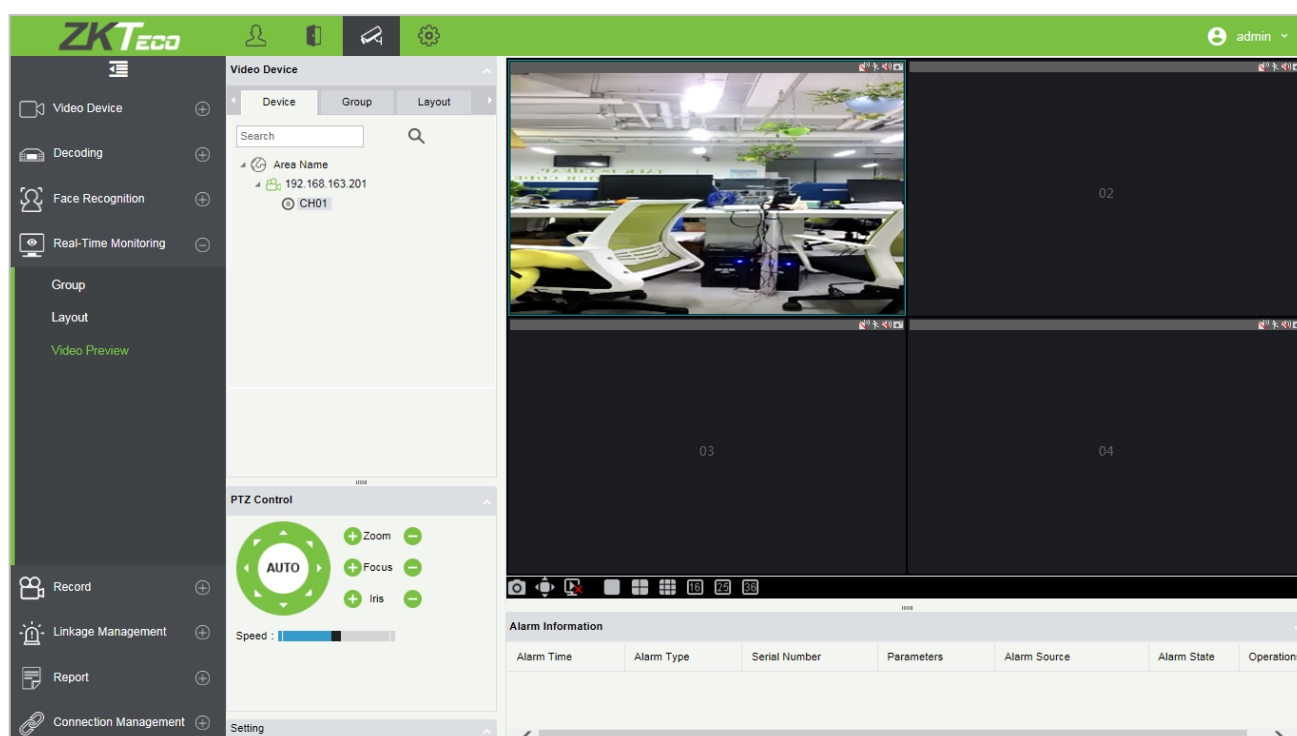 ZKTeco
admin
Video Device
Decoding
Face Recognition
Real-Time Monitoring
Group
Layout
Video Preview
Record
Linkage Management
Report
Connection Management
Video Device
Device Group Layout
Search
Area Name
192.168.163.201
CH01
PTZ Control
AUTO
Zoom
Focus
Iris
Speed :
Setting
02
03
04
16 25 36
Alarm Information
Alarm Time Alarm Type Serial Number Parameters Alarm Source Alarm State Operations